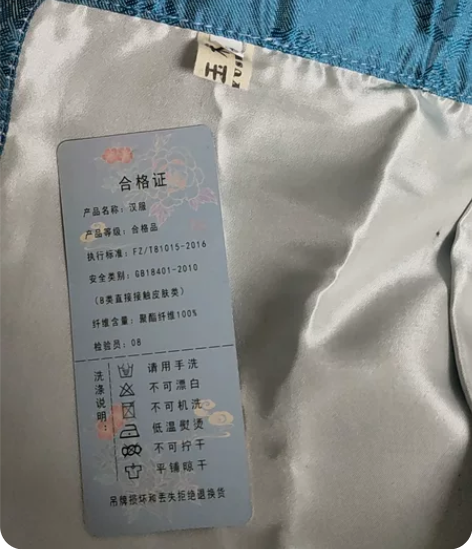 合格证
产品名称：汉服
产品等级：合格品
执行标准：FZ/T81015-2016
安全类别：GB18401-2010
（B类直接接触皮肤类）
纤维含量：聚酯纤维100%
检验员：08
洗涤说明：
请用手洗
不可漂白
不可机洗
低温熨烫
不可拧干
平铺晾干
吊牌损坏和丢失拒绝退换货